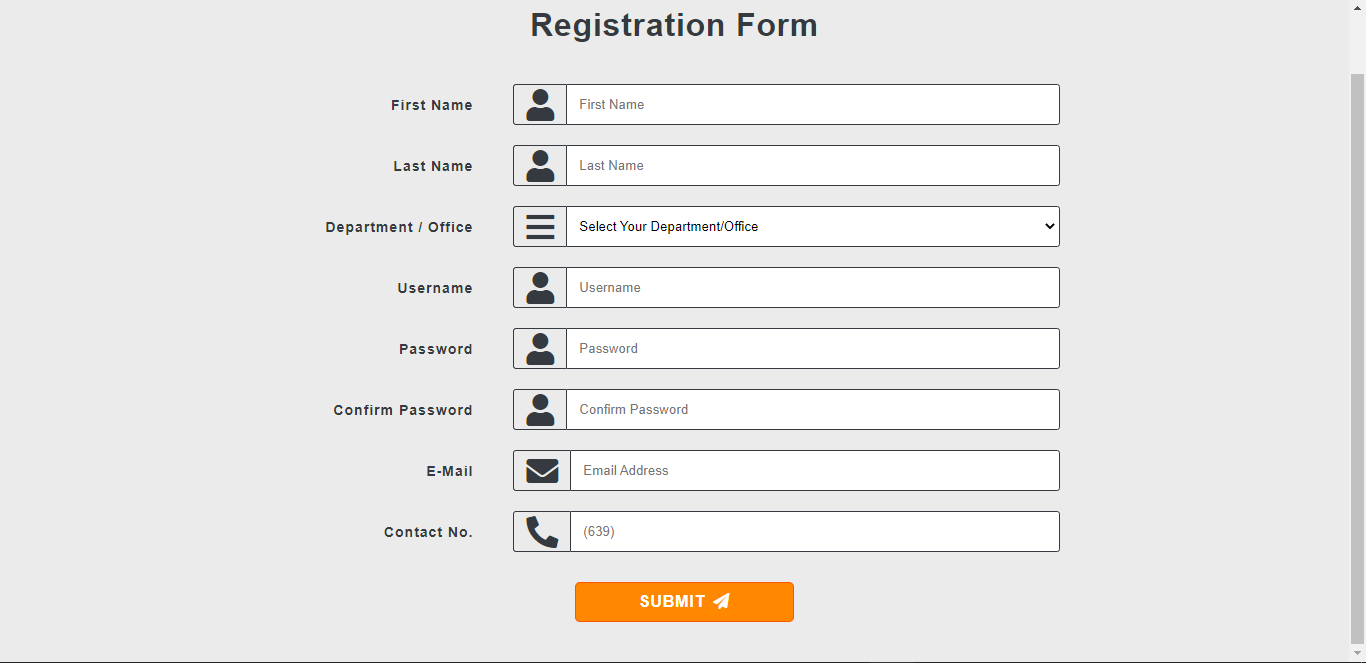 Registration Form
First Name First Name
Last Name Last Name
Department / Office Select Your Department/Office
Username Username
Password Password
Confirm Password Confirm Password
E-Mail Email Address
Contact No. (639)
SUBMIT